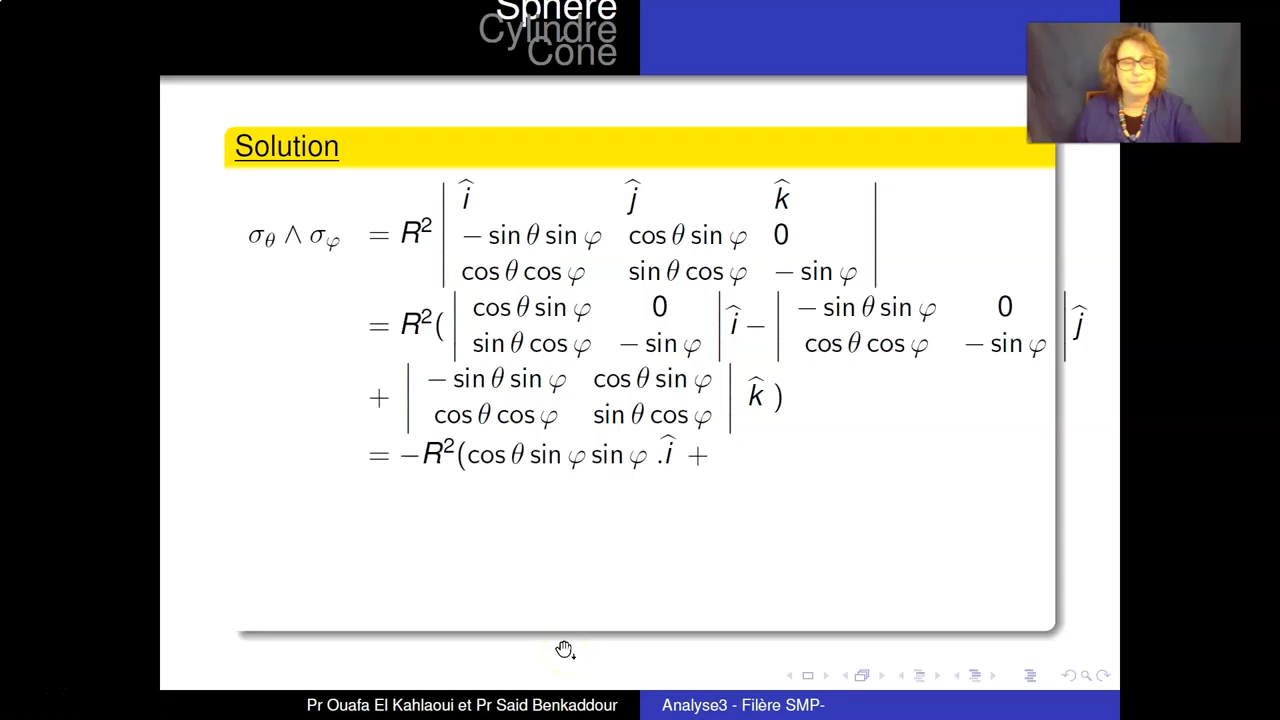 Sphère
Cylindre
Cône
Solution
σ_θ ∧ σ_φ = R² | î ĵ k̂ |
| − sin θ sin φ cos θ sin φ 0 |
| cos θ cos φ sin θ cos φ − sin φ |
= R²( | cos θ sin φ 0 | î − | − sin θ sin φ 0 | ĵ
| sin θ cos φ − sin φ | | cos θ cos φ − sin φ |
+ | − sin θ sin φ cos θ sin φ | k̂ )
| cos θ cos φ sin θ cos φ |
= −R²(cos θ sin φ sin φ .î +
Pr Ouafa El Kahlaoui et Pr Said Benkaddour
Analyse3 - Filère SMP-